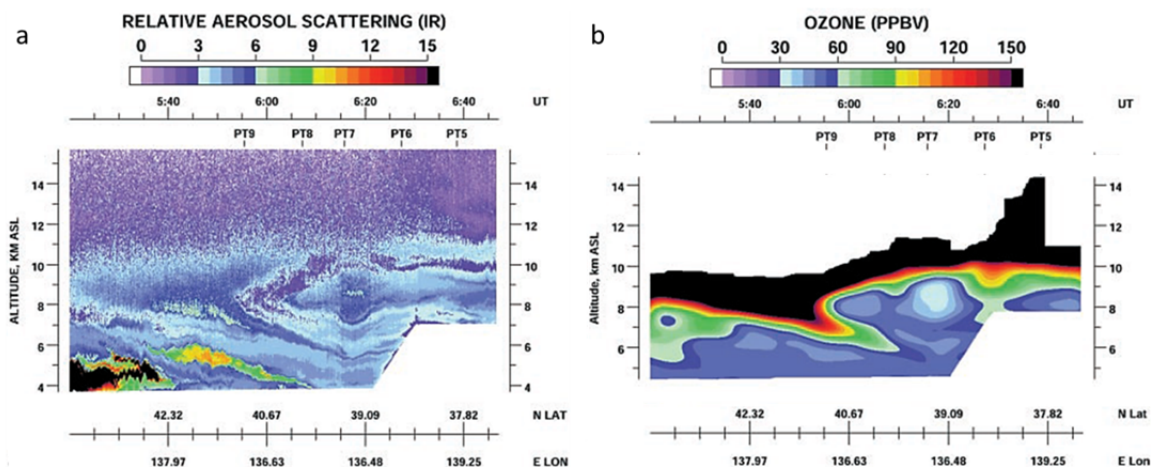 a
RELATIVE AEROSOL SCATTERING (IR)
0 3 6 9 12 15
5:40 6:00 6:20 6:40 UT
PT9 PT8 PT7 PT6 PT5
14 14
12 12
10 10
8 8
6 6
4 4
ALTITUDE, KM ASL
42.32 40.67 39.09 37.82 N LAT
137.97 136.63 136.48 139.25 E LON
b
OZONE (PPBV)
0 30 60 90 120 150
5:40 6:00 6:20 6:40 UT
PT9 PT8 PT7 PT6 PT5
14 14
12 12
10 10
8 8
6 6
Altitude, km ASL
42.32 40.67 39.09 37.82 N Lat
137.97 136.63 136.48 139.25 E LON